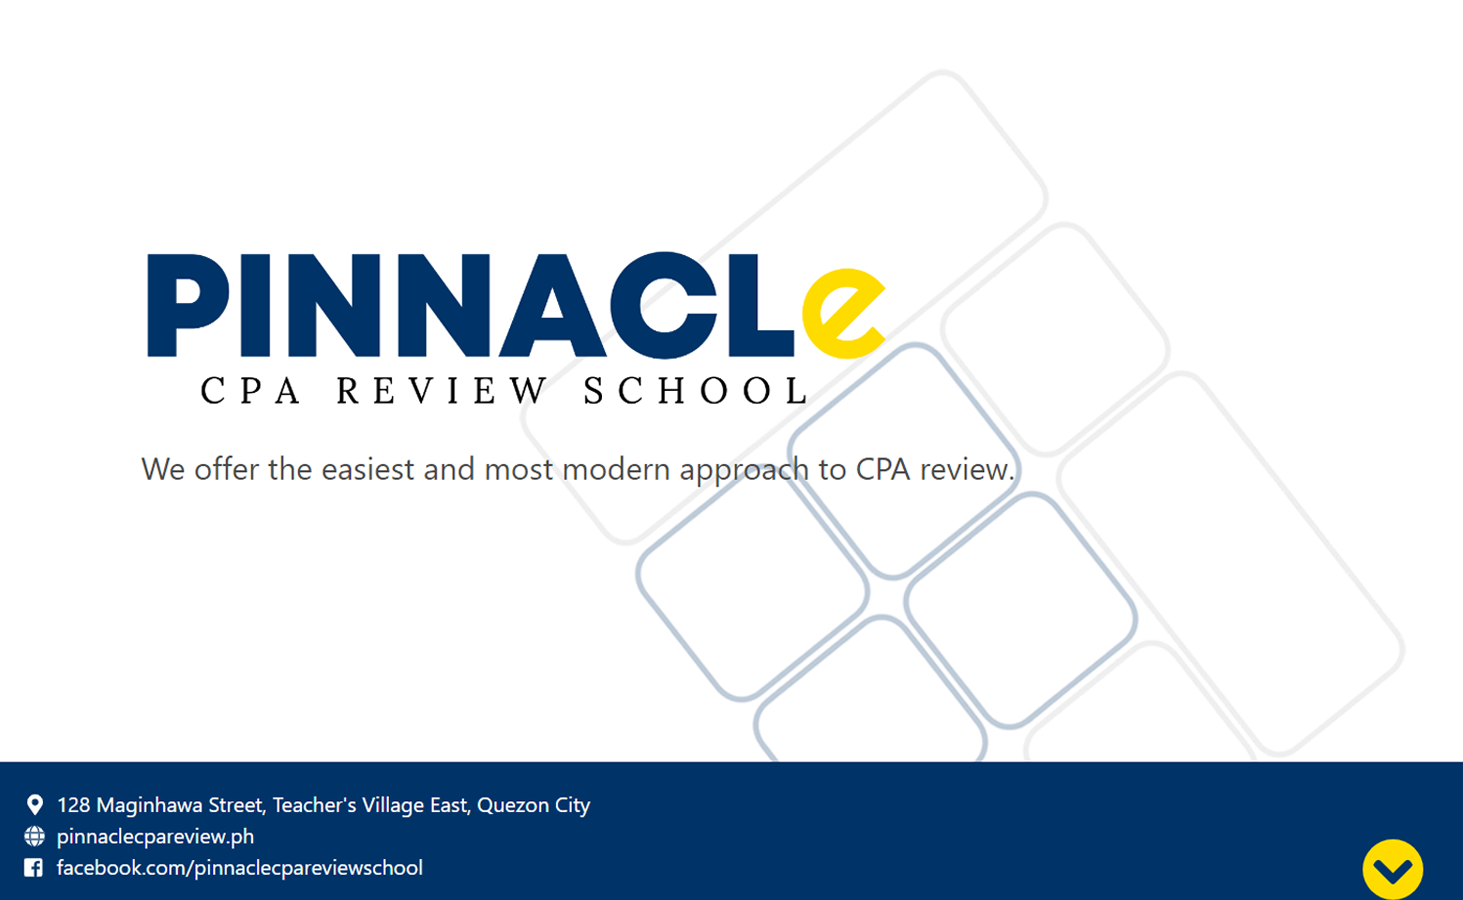 PINNACLe
CPA REVIEW SCHOOL
We offer the easiest and most modern approach to CPA review.
128 Maginhawa Street, Teacher's Village East, Quezon City
pinnaclecpareview.ph
facebook.com/pinnaclecpareviewschool